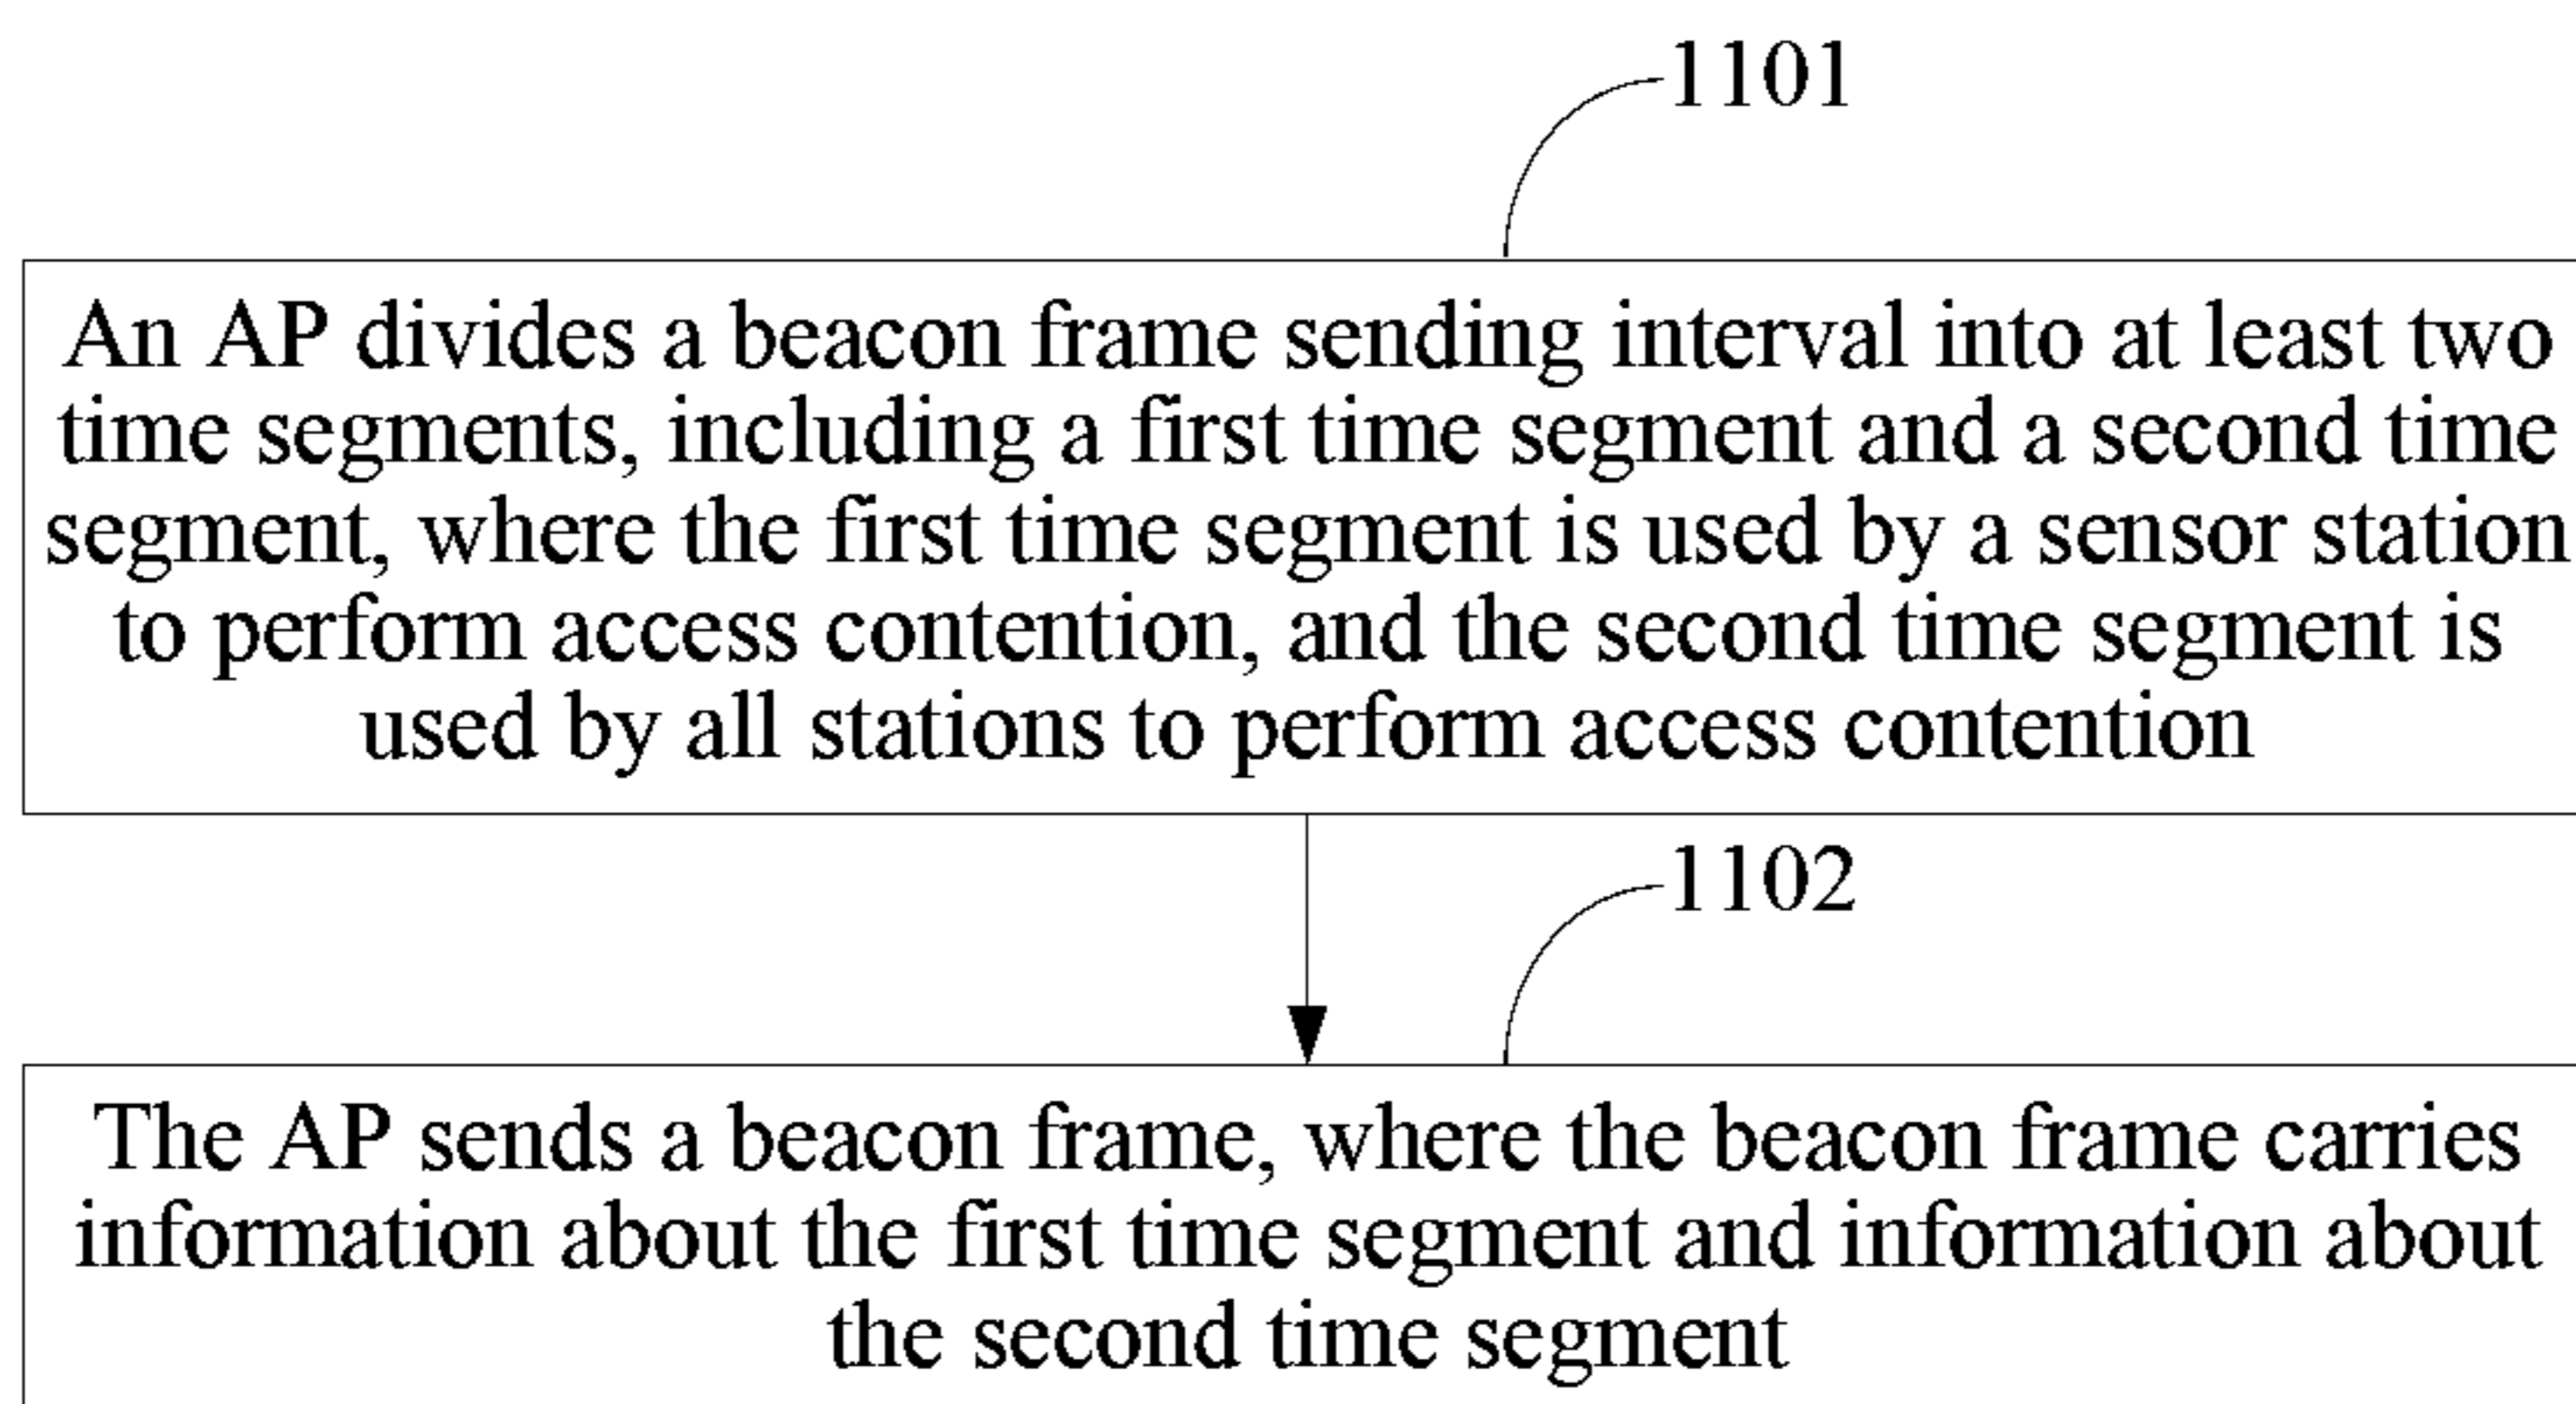 1101
An AP divides a beacon frame sending interval into at least two
time segments, including a first time segment and a second time
segment, where the first time segment is used by a sensor station
to perform access contention, and the second time segment is
used by all stations to perform access contention
1102
The AP sends a beacon frame, where the beacon frame carries
information about the first time segment and information about
the second time segment